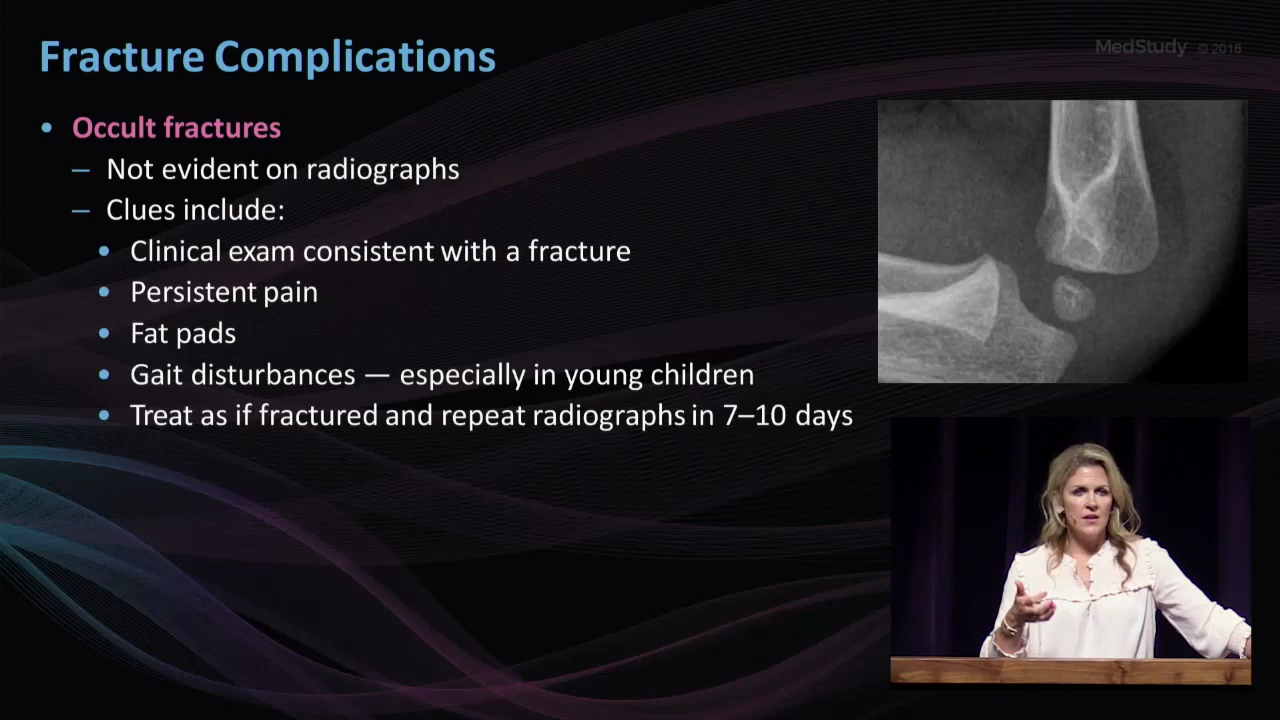 Fracture Complications
MedStudy © 2018
• Occult fractures
– Not evident on radiographs
– Clues include:
• Clinical exam consistent with a fracture
• Persistent pain
• Fat pads
• Gait disturbances — especially in young children
• Treat as if fractured and repeat radiographs in 7–10 days